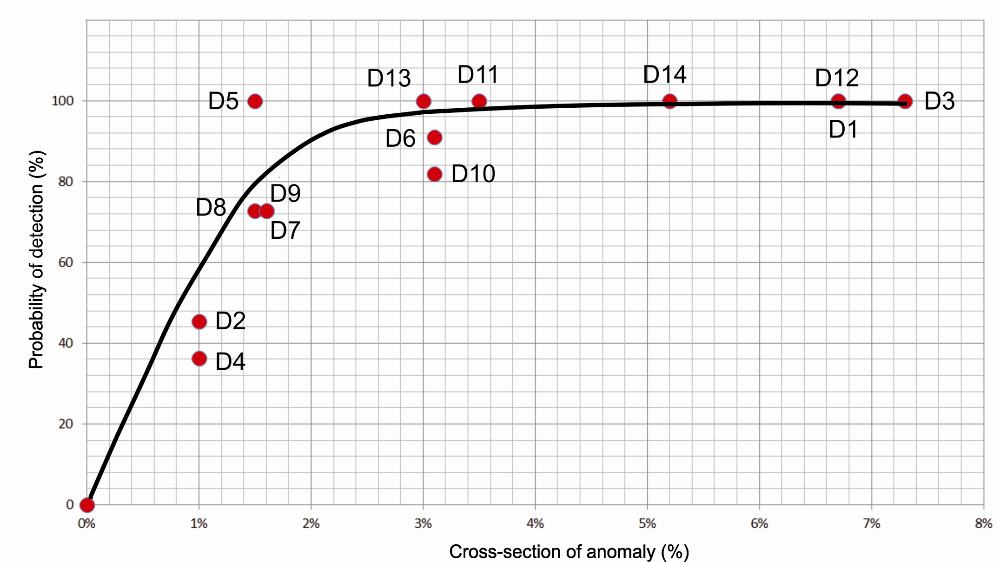 D13
D11
D14
D12
100
D5
D3
D1
D6
80
D10
D9
D8
D7
60
D2
40
D4
20
0
0%
1%
2%
3%
4%
5%
6%
7%
8%
Probability of detection (%)
Cross-section of anomaly (%)